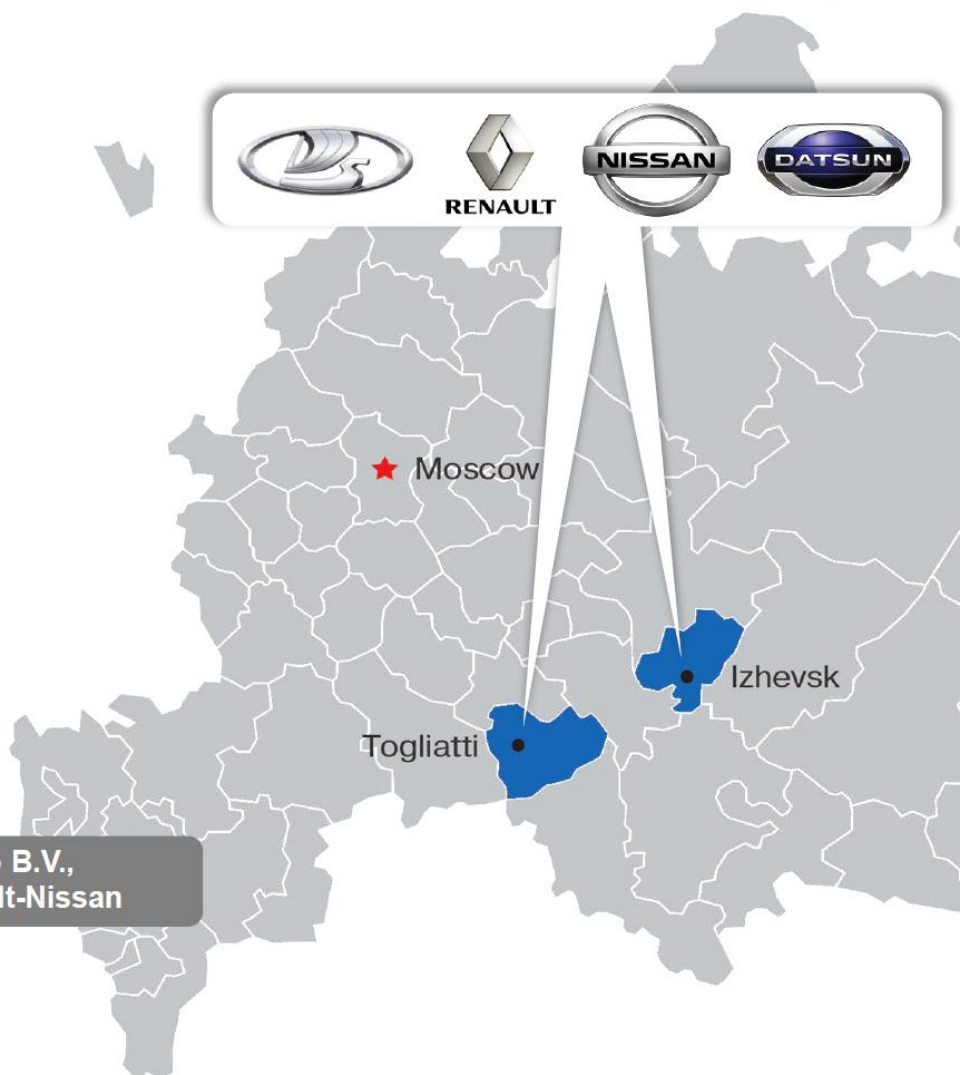 RENAULT
NISSAN
DATSUN
Moscow
Izhevsk
Togliatti
B.V.,
lt-Nissan